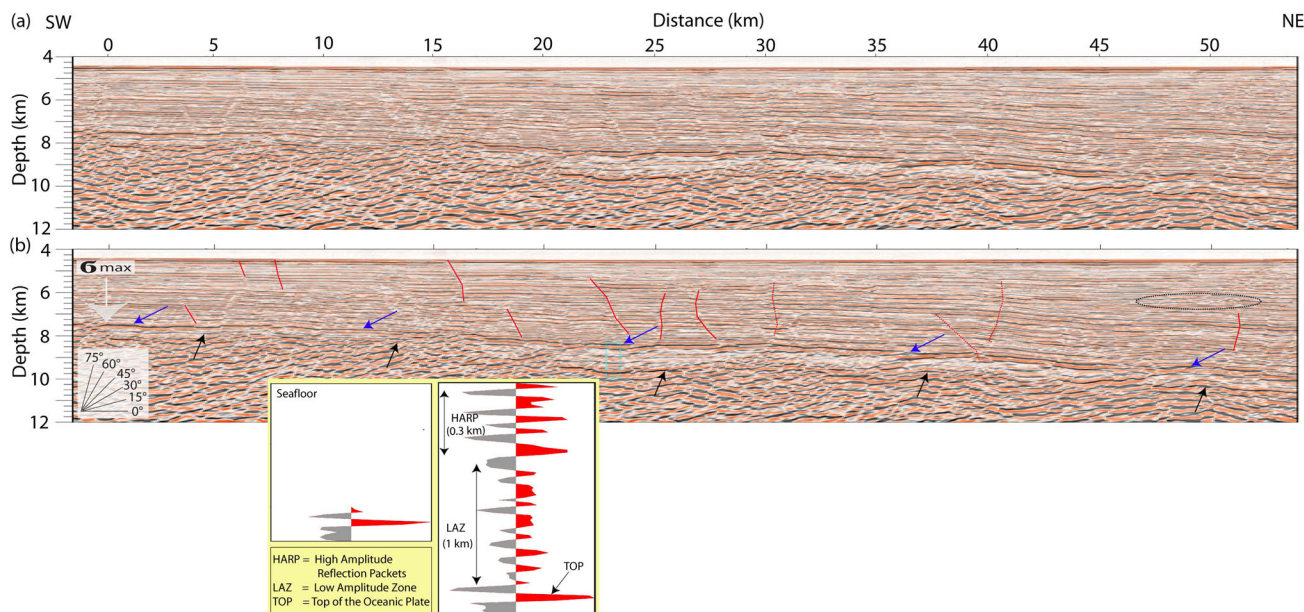 (a) SW Distance (km) NE
0 5 10 15 20 25 30 35 40 45 50
4
6
8
10
12
Depth (km)
(b)
4
6
8
10
12
Depth (km)
σ max
75°
60°
45°
30°
15°
0°
Seafloor
HARP
(0.3 km)
LAZ
(1 km)
TOP
HARP = High Amplitude
Reflection Packets
LAZ = Low Amplitude Zone
TOP = Top of the Oceanic Plate